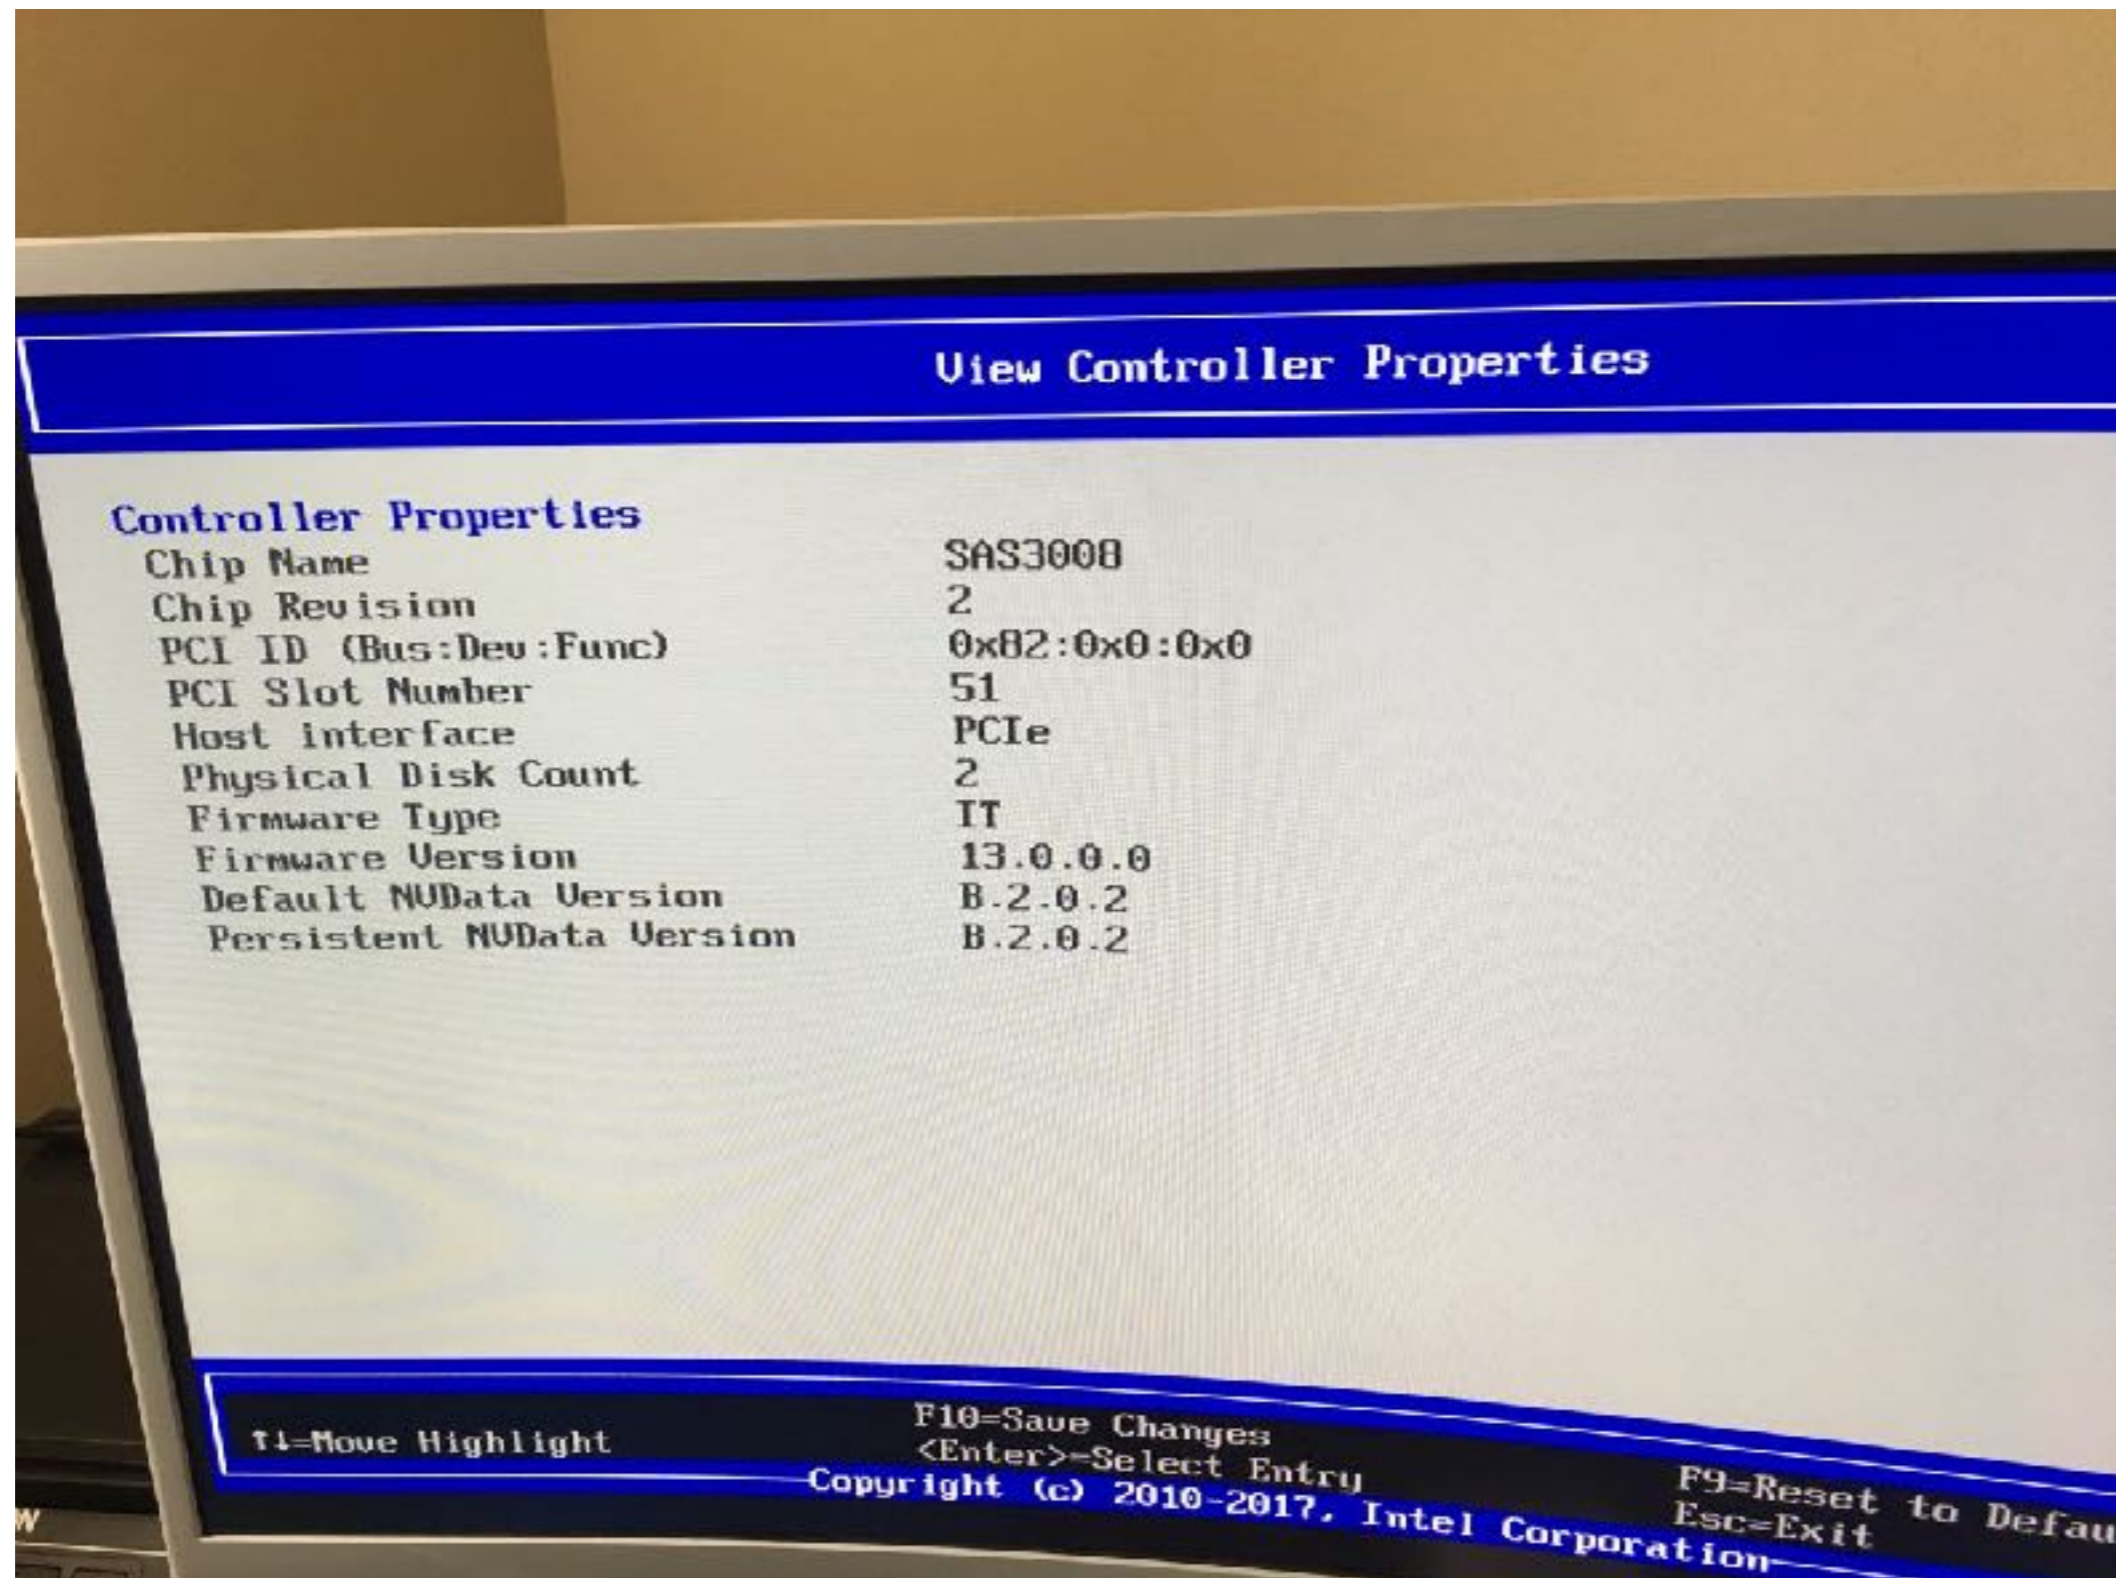 View Controller Properties
Controller Properties
Chip Name SAS3008
Chip Revision 2
PCI ID (Bus:Dev:Func) 0x82:0x0:0x0
PCI Slot Number 51
Host interface PCIe
Physical Disk Count 2
Firmware Type IT
Firmware Version 13.0.0.0
Default NVData Version B.2.0.2
Persistent NVData Version B.2.0.2
↑↓=Move Highlight
F10=Save Changes
<Enter>=Select Entry
F9=Reset to Defau
Esc=Exit
Copyright (c) 2010-2017, Intel Corporation
W